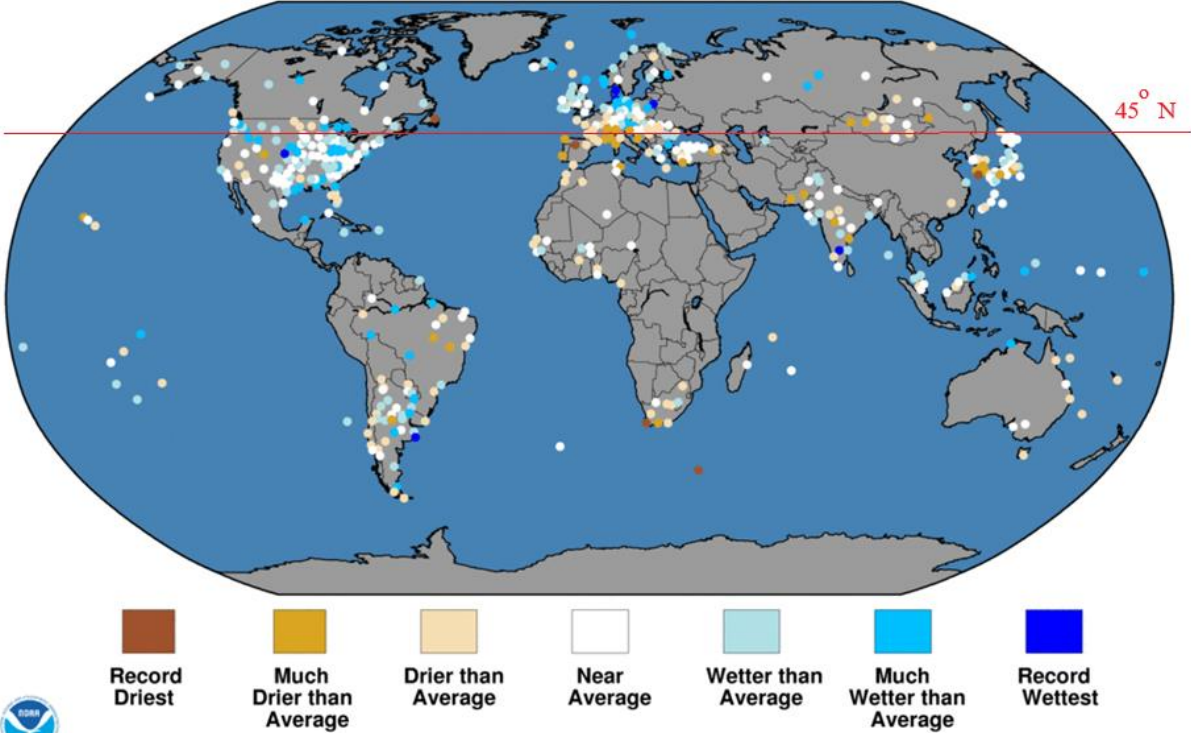 45° N
Record
Driest
Much
Drier than
Average
Drier than
Average
Near
Average
Wetter than
Average
Much
Wetter than
Average
Record
Wettest
NOAA